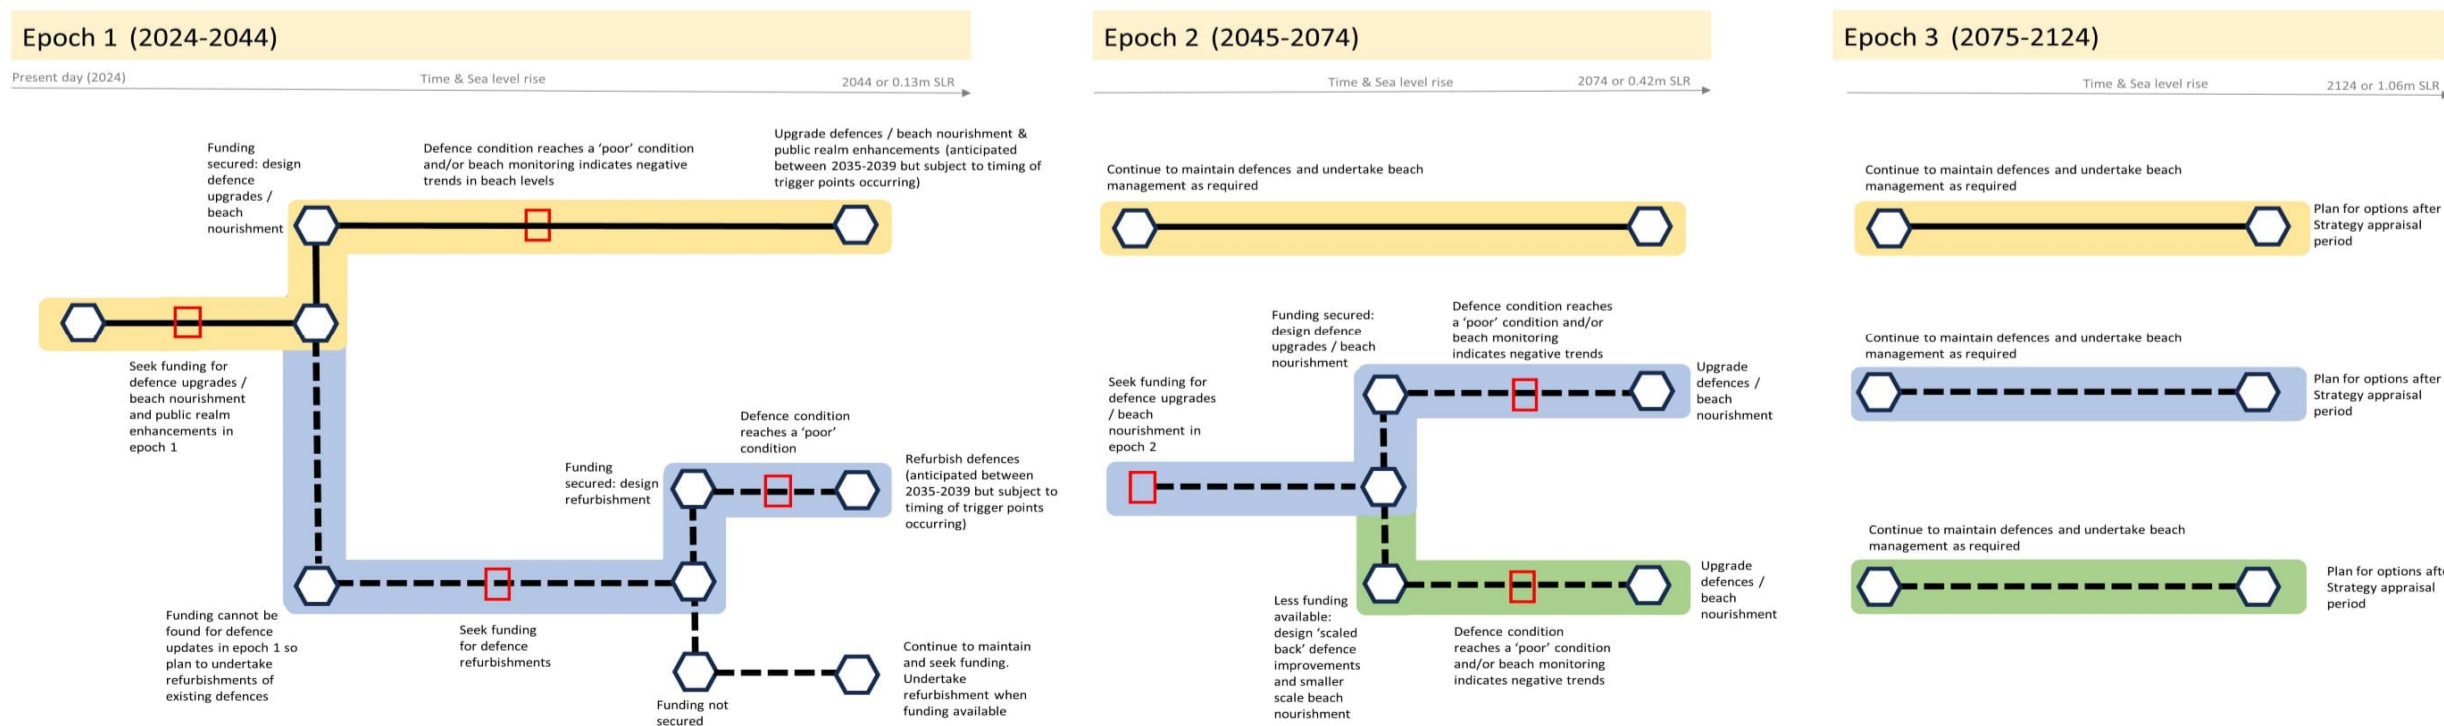 Epoch 1 (2024-2044)
Present day (2024)
Time & Sea level rise
2044 or 0.13m SLR
Funding
secured: design
defence
upgrades /
beach
nourishment
Defence condition reaches a ‘poor’ condition
and/or beach monitoring indicates negative
trends in beach levels
Upgrade defences / beach nourishment &
public realm enhancements (anticipated
between 2035-2039 but subject to timing of
trigger points occurring)
Seek funding for
defence upgrades /
beach nourishment
and public realm
enhancements in
epoch 1
Defence condition
reaches a ‘poor’
condition
Funding
secured: design
refurbishment
Refurbish defences
(anticipated between
2035-2039 but subject to
timing of trigger points
occurring)
Funding cannot be
found for defence
updates in epoch 1 so
plan to undertake
refurbishments of
existing defences
Seek funding
for defence
refurbishments
Funding not
secured
Continue to maintain
and seek funding.
Undertake
refurbishment when
funding available
Epoch 2 (2045-2074)
Time & Sea level rise
2074 or 0.42m SLR
Continue to maintain defences and undertake beach
management as required
Seek funding for
defence upgrades
/ beach
nourishment in
epoch 2
Funding secured:
design defence
upgrades / beach
nourishment
Defence condition reaches
a ‘poor’ condition and/or
beach monitoring
indicates negative trends
Upgrade
defences /
beach
nourishment
Less funding
available:
design ‘scaled
back’ defence
improvements
and smaller
scale beach
nourishment
Defence condition
reaches a ‘poor’ condition
and/or beach monitoring
indicates negative trends
Upgrade
defences /
beach
nourishment
Epoch 3 (2075-2124)
Time & Sea level rise
2124 or 1.06m SLR
Continue to maintain defences and undertake beach
management as required
Plan for options after
Strategy appraisal
period
Continue to maintain defences and undertake beach
management as required
Plan for options after
Strategy appraisal
period
Continue to maintain defences and undertake beach
management as required
Plan for options afte
Strategy appraisal
period